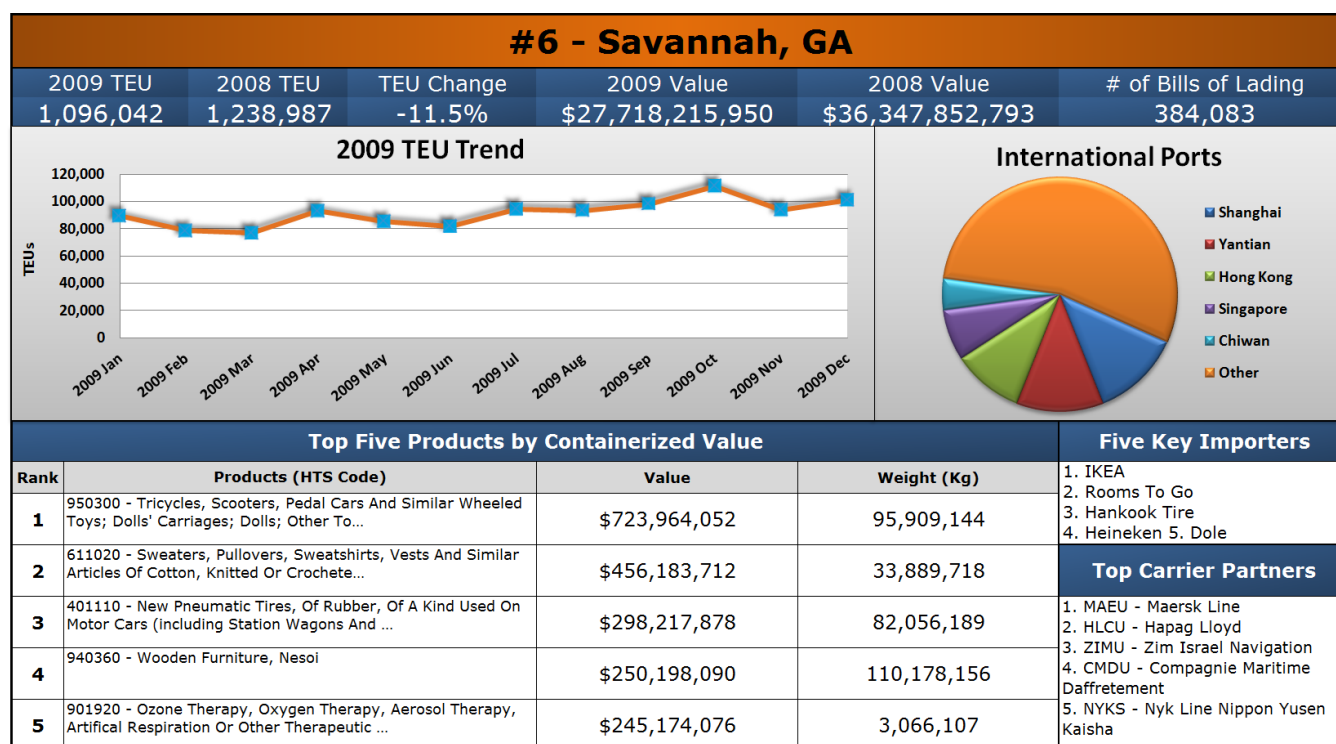 #6 - Savannah, GA
2009 TEU 2008 TEU TEU Change 2009 Value 2008 Value # of Bills of Lading
1,096,042 1,238,987 -11.5% $27,718,215,950 $36,347,852,793 384,083
2009 TEU Trend
TEUs
120,000
100,000
80,000
60,000
40,000
20,000
0
2009 Jan 2009 Feb 2009 Mar 2009 Apr 2009 May 2009 Jun 2009 Jul 2009 Aug 2009 Sep 2009 Oct 2009 Nov 2009 Dec
International Ports
Shanghai
Yantian
Hong Kong
Singapore
Chiwan
Other
Top Five Products by Containerized Value
Rank Products (HTS Code) Value Weight (Kg)
1 950300 - Tricycles, Scooters, Pedal Cars And Similar Wheeled
Toys; Dolls' Carriages; Dolls; Other To... $723,964,052 95,909,144
2 611020 - Sweaters, Pullovers, Sweatshirts, Vests And Similar
Articles Of Cotton, Knitted Or Crochete... $456,183,712 33,889,718
3 401110 - New Pneumatic Tires, Of Rubber, Of A Kind Used On
Motor Cars (including Station Wagons And ... $298,217,878 82,056,189
4 940360 - Wooden Furniture, Nesoi $250,198,090 110,178,156
5 901920 - Ozone Therapy, Oxygen Therapy, Aerosol Therapy,
Artifical Respiration Or Other Therapeutic ... $245,174,076 3,066,107
Five Key Importers
1. IKEA
2. Rooms To Go
3. Hankook Tire
4. Heineken 5. Dole
Top Carrier Partners
1. MAEU - Maersk Line
2. HLCU - Hapag Lloyd
3. ZIMU - Zim Israel Navigation
4. CMDU - Compagnie Maritime
Daffretement
5. NYKS - Nyk Line Nippon Yusen
Kaisha